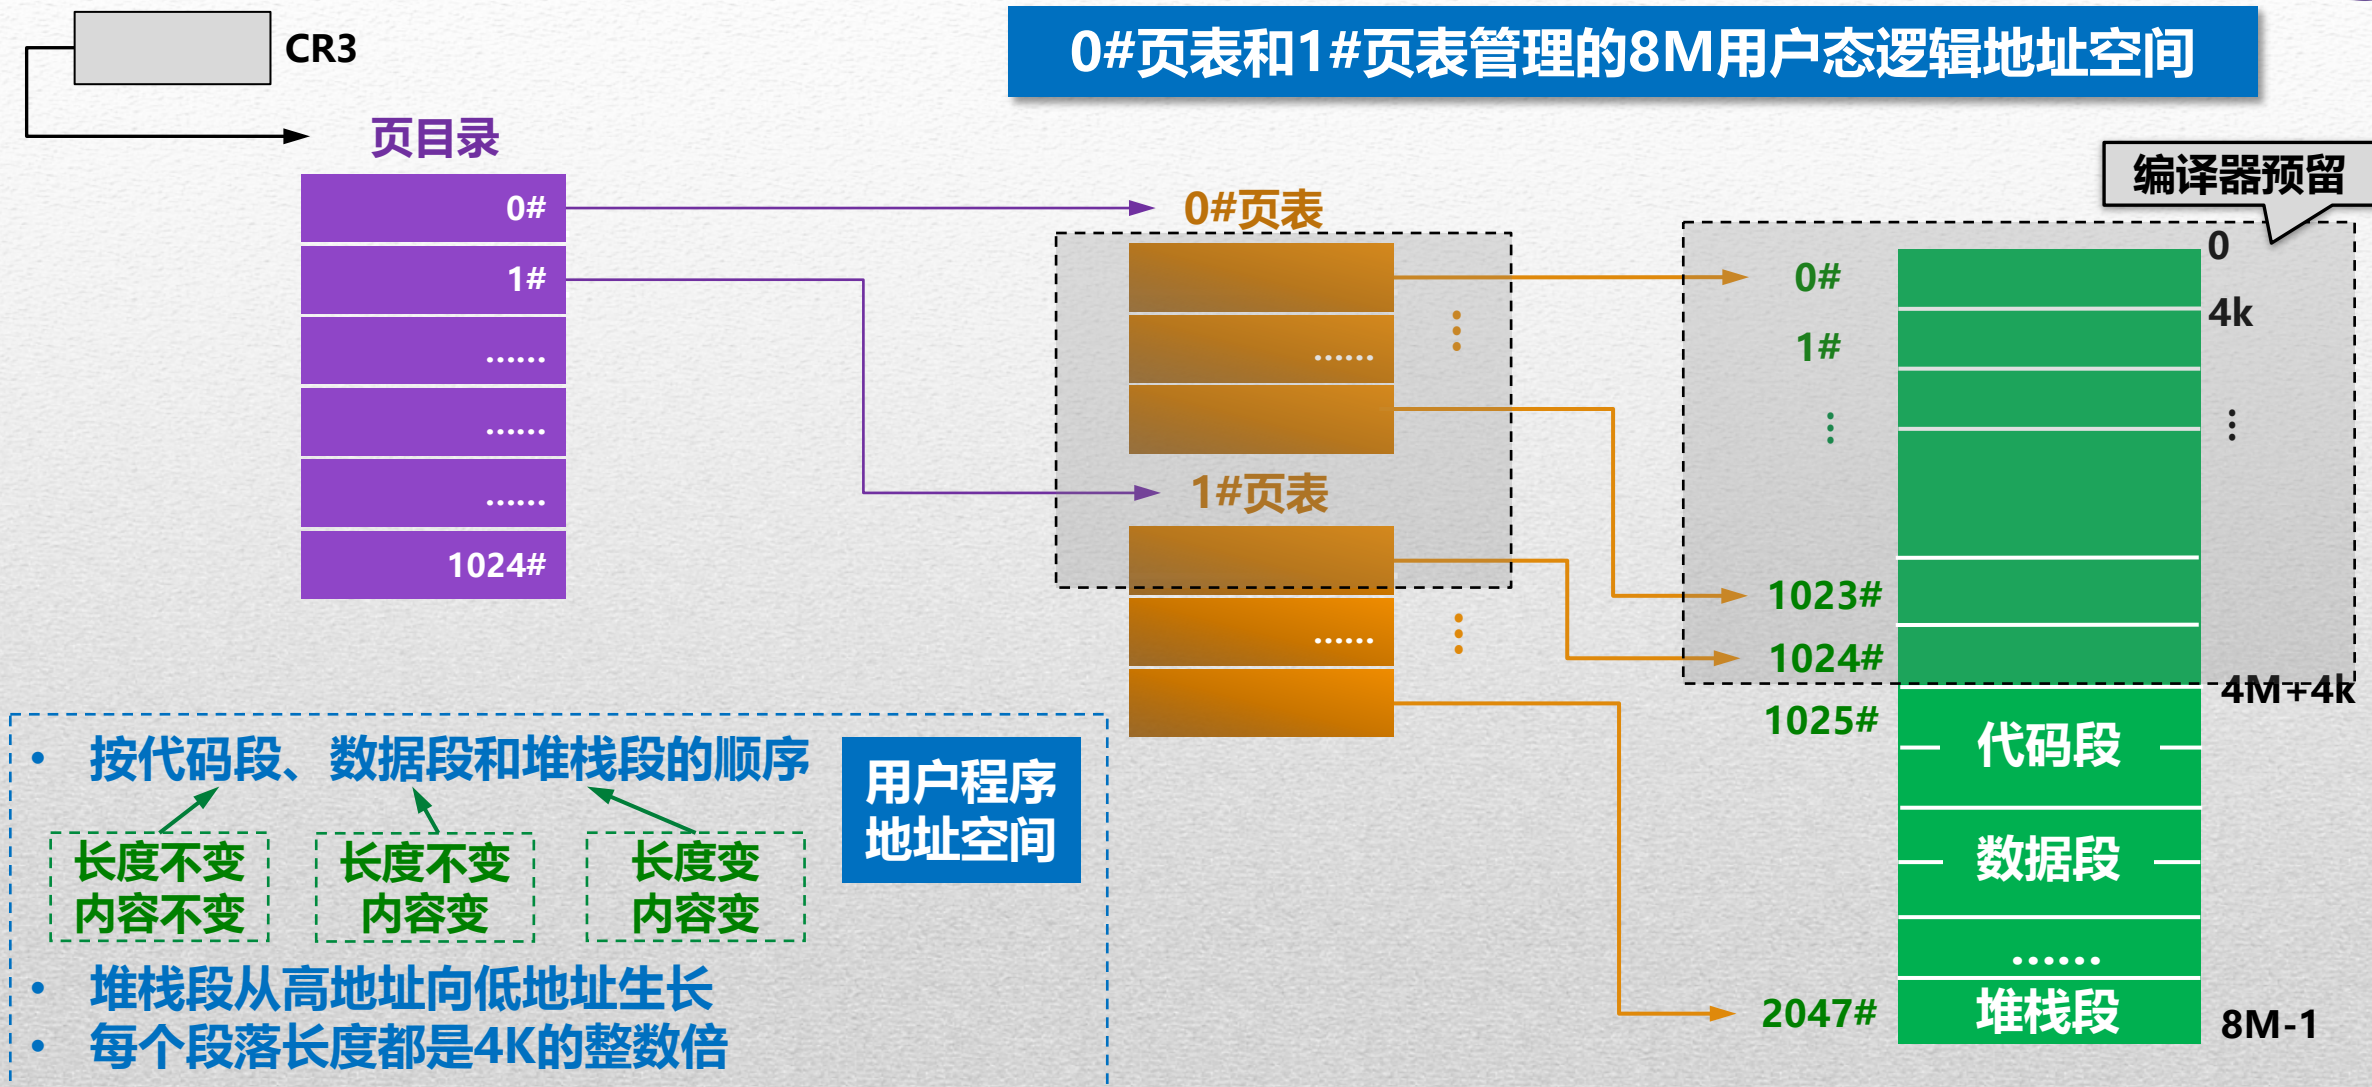 CR3
0#页表和1#页表管理的8M用户态逻辑地址空间
页目录
0#
1#
......
......
......
1024#
0#页表
......
1#页表
......
编译器预留
0#
1#
1023#
1024#
1025#
2047#
0
4k
4M+4k
8M-1
代码段
数据段
......
堆栈段
• 按代码段、数据段和堆栈段的顺序
长度不变
内容不变
长度不变
内容变
长度变
内容变
用户程序
地址空间
• 堆栈段从高地址向低地址生长
• 每个段落长度都是4K的整数倍